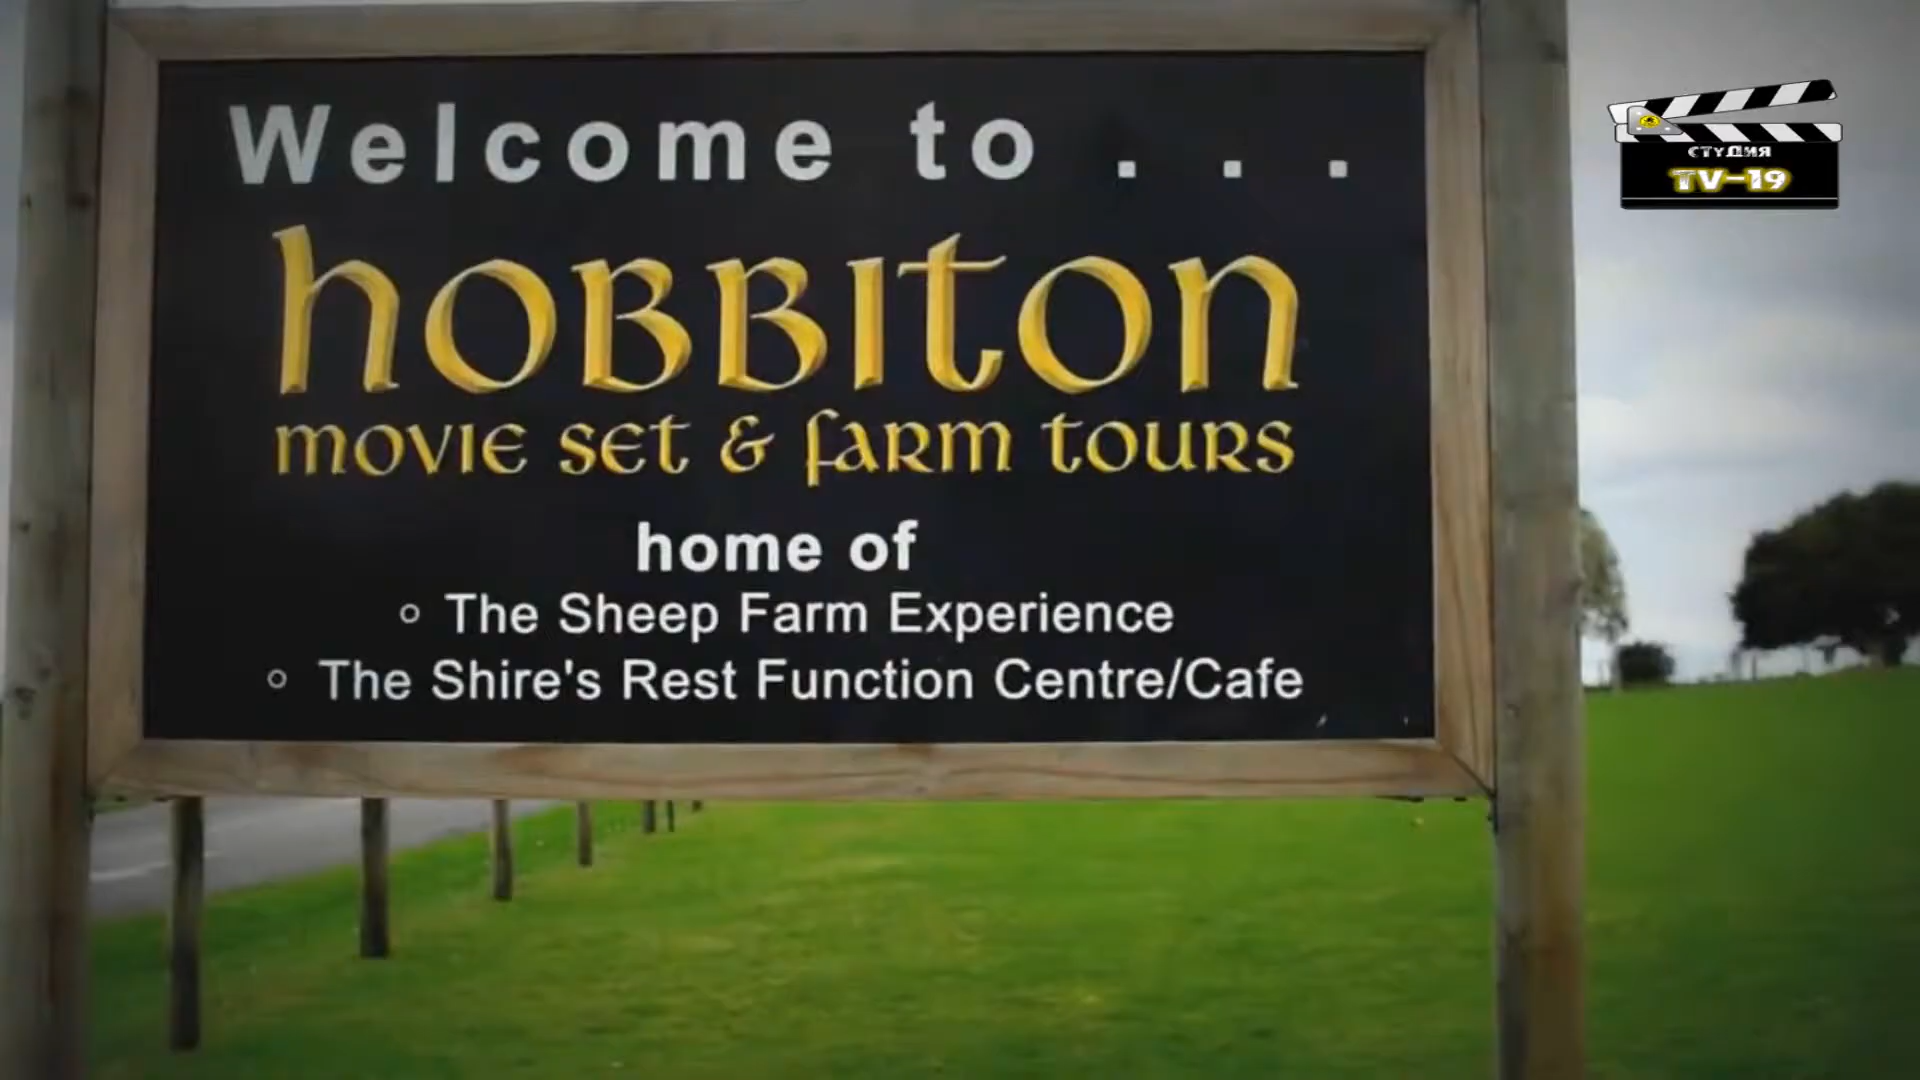 Welcome to . . .
hobbiton
movie set & farm tours
home of
○ The Sheep Farm Experience
○ The Shire's Rest Function Centre/Cafe
СТУДИЯ
TV-19